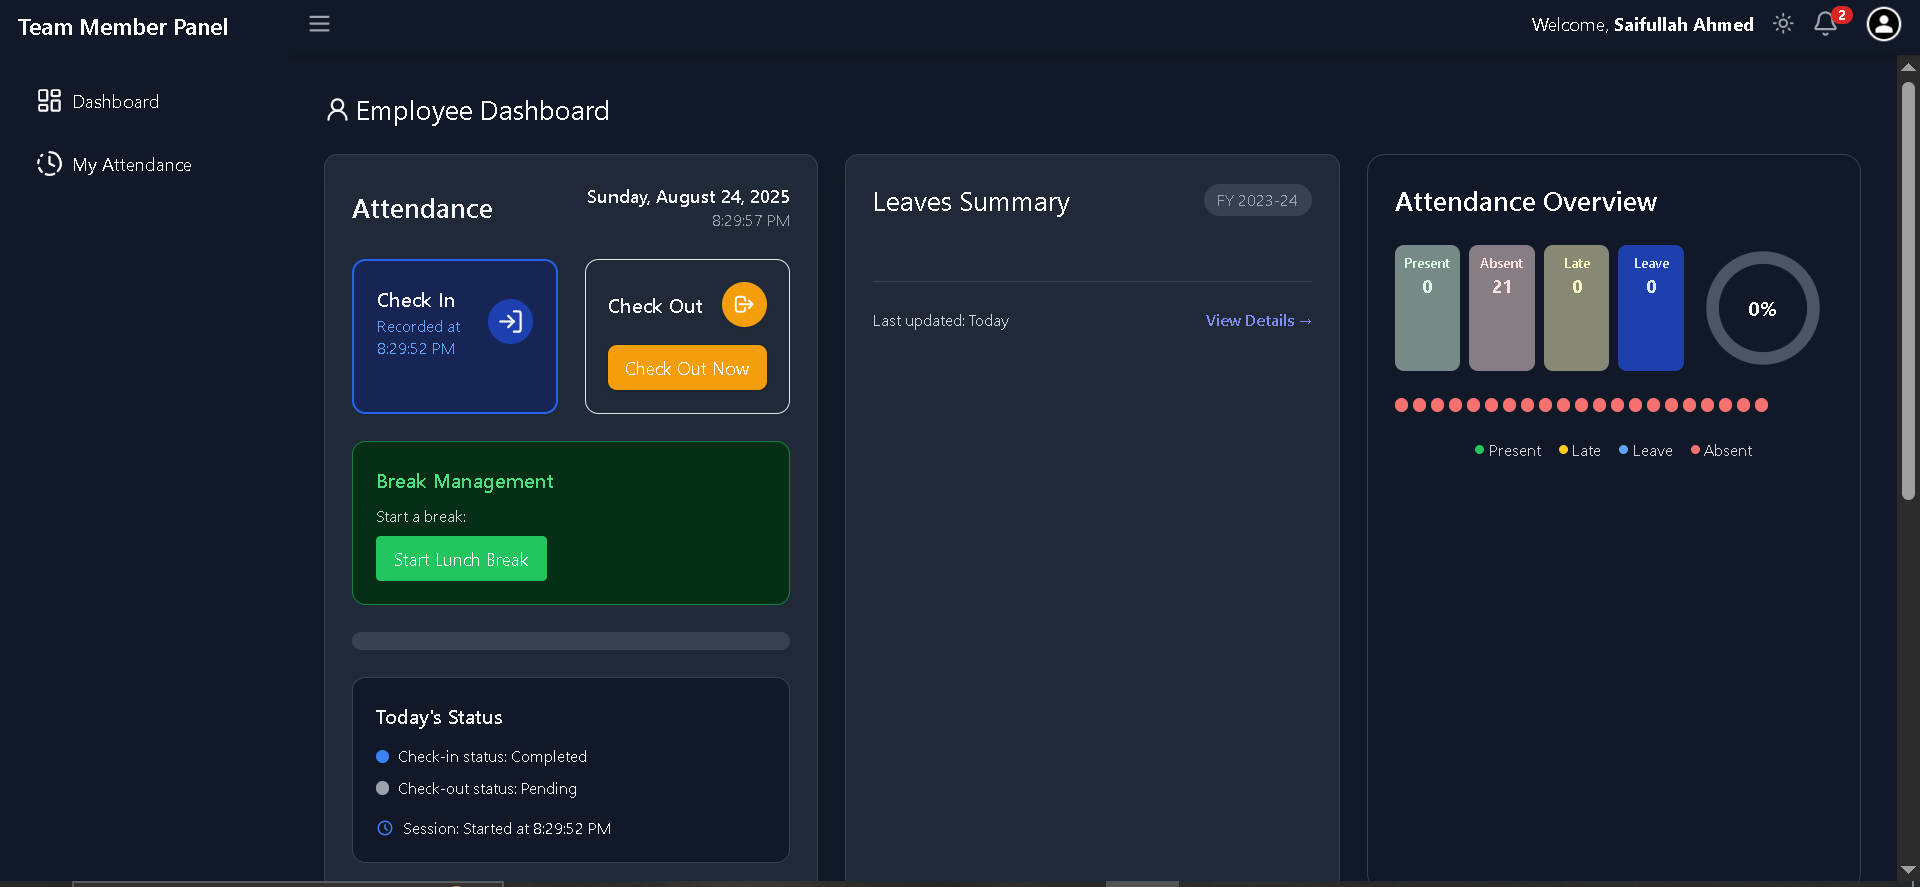 Team Member Panel
Welcome, Saifullah Ahmed
2
Dashboard
My Attendance
Employee Dashboard
Attendance
Sunday, August 24, 2025
8:29:57 PM
Check In
Recorded at
8:29:52 PM
Check Out
Check Out Now
Break Management
Start a break:
Start Lunch Break
Today's Status
Check-in status: Completed
Check-out status: Pending
Session: Started at 8:29:52 PM
Leaves Summary
FY 2023-24
Last updated: Today
View Details →
Attendance Overview
Present
0
Absent
21
Late
0
Leave
0
0%
Present Late Leave Absent